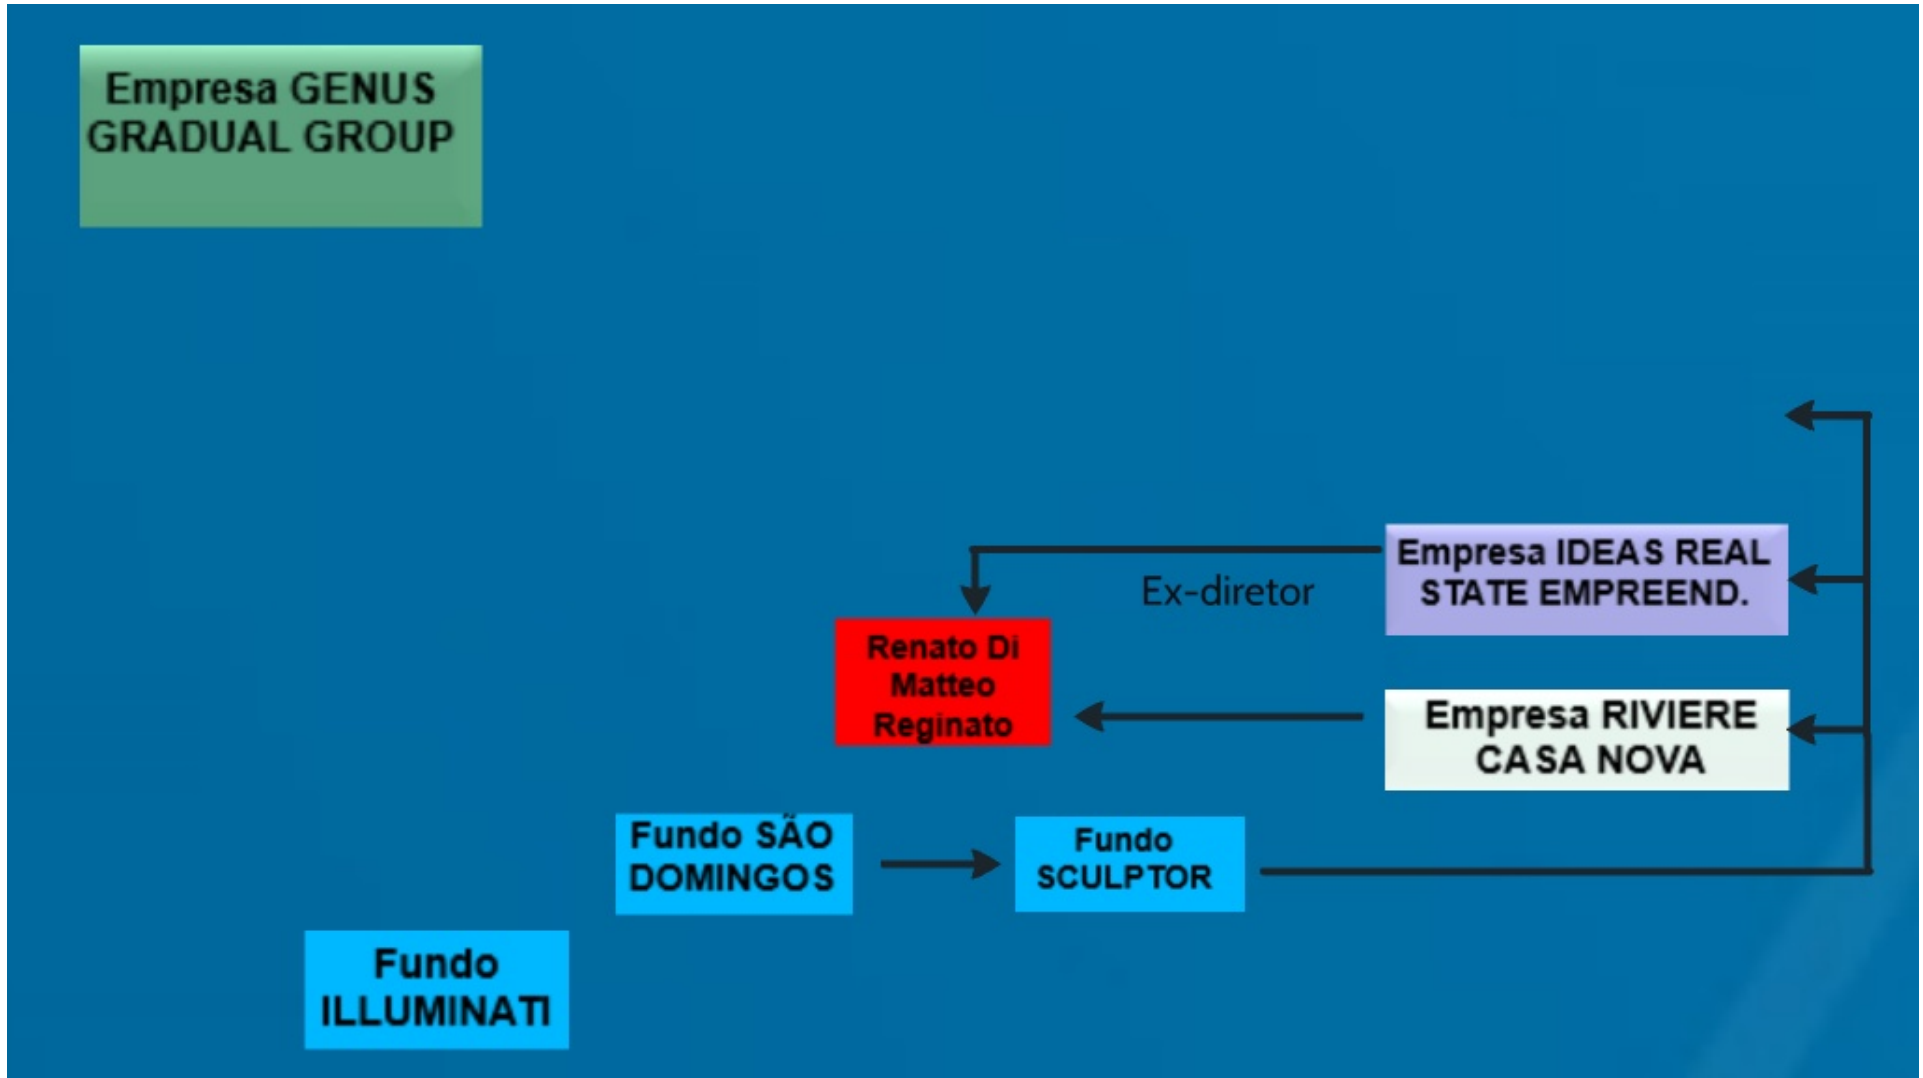 Empresa GENUS
GRADUAL GROUP
Empresa IDEAS REAL
STATE EMPREEND.
Ex-diretor
Renato Di
Matteo
Reginato
Empresa RIVIERE
CASA NOVA
Fundo SÃO
DOMINGOS
Fundo
SCULPTOR
Fundo
ILLUMINATI